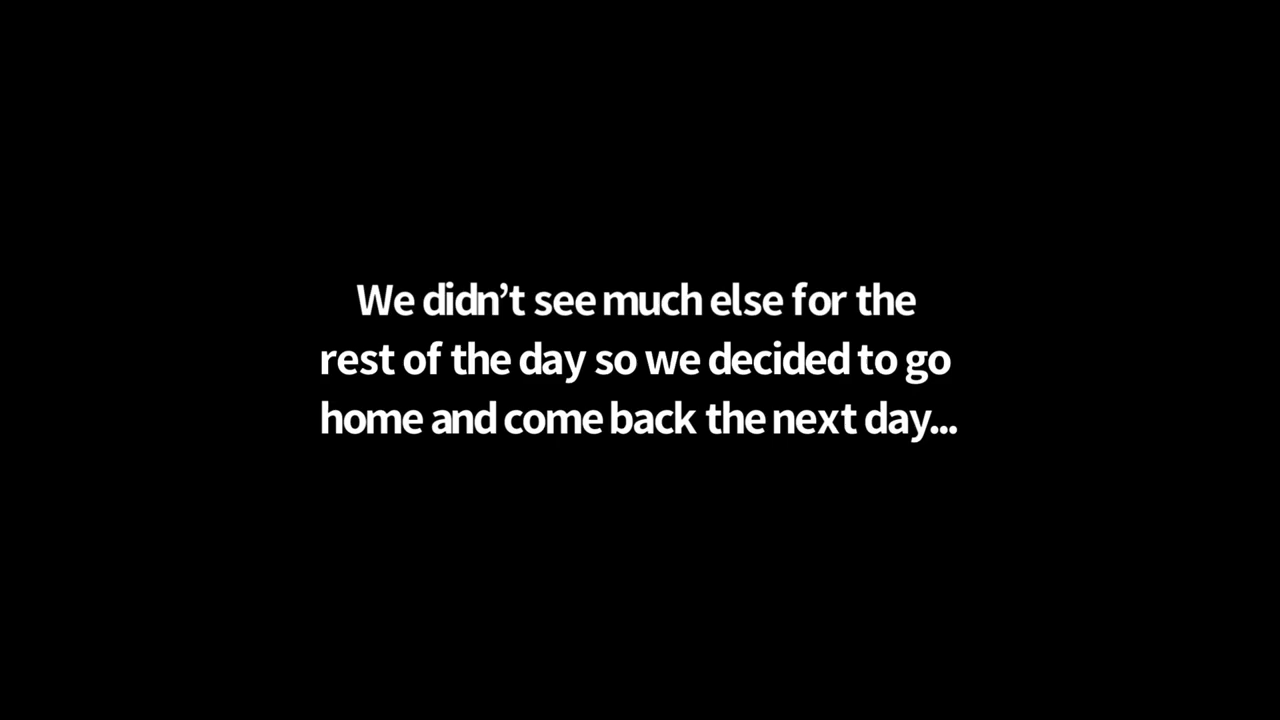 We didn’t see much else for the
rest of the day so we decided to go
home and come back the next day...